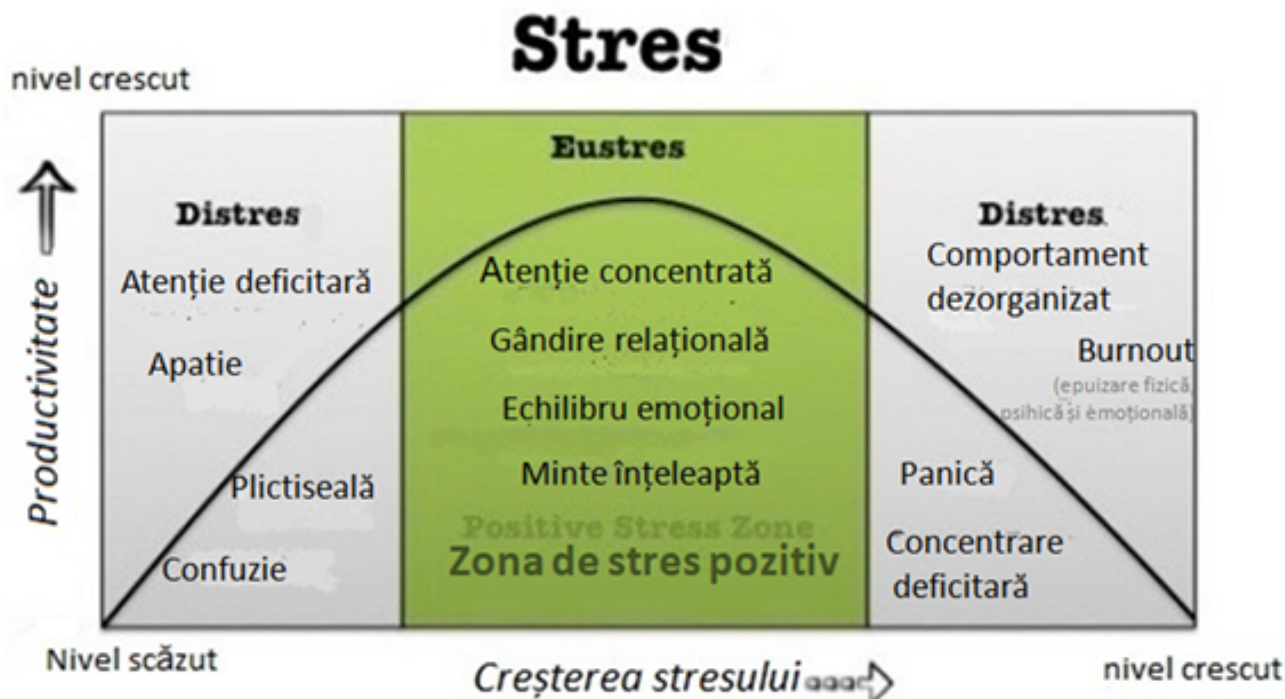 Stres
nivel crescut
Productivitate
Distres
Atenție deficitară
Apatie
Plictiseală
Confuzie
Eustres
Atenție concentrată
Gândire relațională
Echilibru emoțional
Minte înțeleaptă
Positive Stress Zone
Zona de stres pozitiv
Distres
Comportament
dezorganizat
Burnout
(epuizare fizică,
psihică și emoțională)
Panică
Concentrare
deficitară
Nivel scăzut
Creșterea stresului
nivel crescut